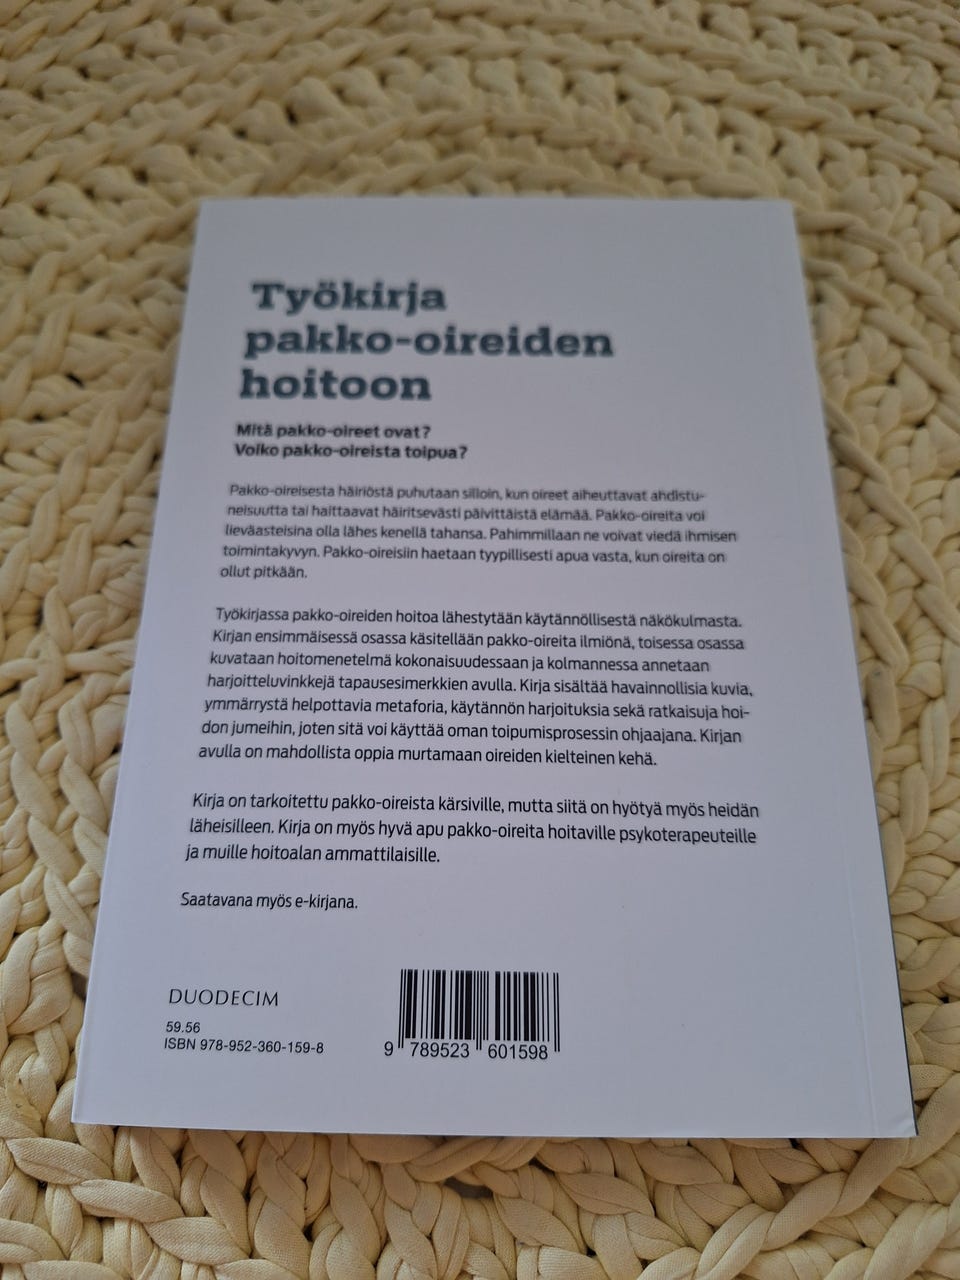 Työkirja
pakko-oireiden
hoitoon
Mitä pakko-oireet ovat?
Voiko pakko-oireista toipua?
Pakko-oireisesta häiriöstä puhutaan silloin, kun oireet aiheuttavat ahdistu-
neisuutta tai haittaavat häiritsevästi päivittäistä elämää. Pakko-oireita voi
lieväasteisina olla lähes kenellä tahansa. Pahimmillaan ne voivat viedä ihmisen
toimintakyvyn. Pakko-oireisiin haetaan tyypillisesti apua vasta, kun oireita on
ollut pitkään.
Työkirjassa pakko-oireiden hoitoa lähestytään käytännöllisestä näkökulmasta.
Kirjan ensimmäisessä osassa käsitellään pakko-oireita ilmiönä, toisessa osassa
kuvataan hoitomenetelmä kokonaisuudessaan ja kolmannessa annetaan
harjoitteluvinkkejä tapausesimerkkien avulla. Kirja sisältää havainnollisia kuvia,
ymmärrystä helpottavia metaforia, käytännön harjoituksia sekä ratkaisuja hoi-
don jumeihin, joten sitä voi käyttää oman toipumisprosessin ohjaajana. Kirjan
avulla on mahdollista oppia murtamaan oireiden kielteinen kehä.
Kirja on tarkoitettu pakko-oireista kärsiville, mutta siitä on hyötyä myös heidän
läheisilleen. Kirja on myös hyvä apu pakko-oireita hoitaville psykoterapeuteille
ja muille hoitoalan ammattilaisille.
Saatavana myös e-kirjana.
DUODECIM
59.56
ISBN 978-952-360-159-8
9 789523 601598